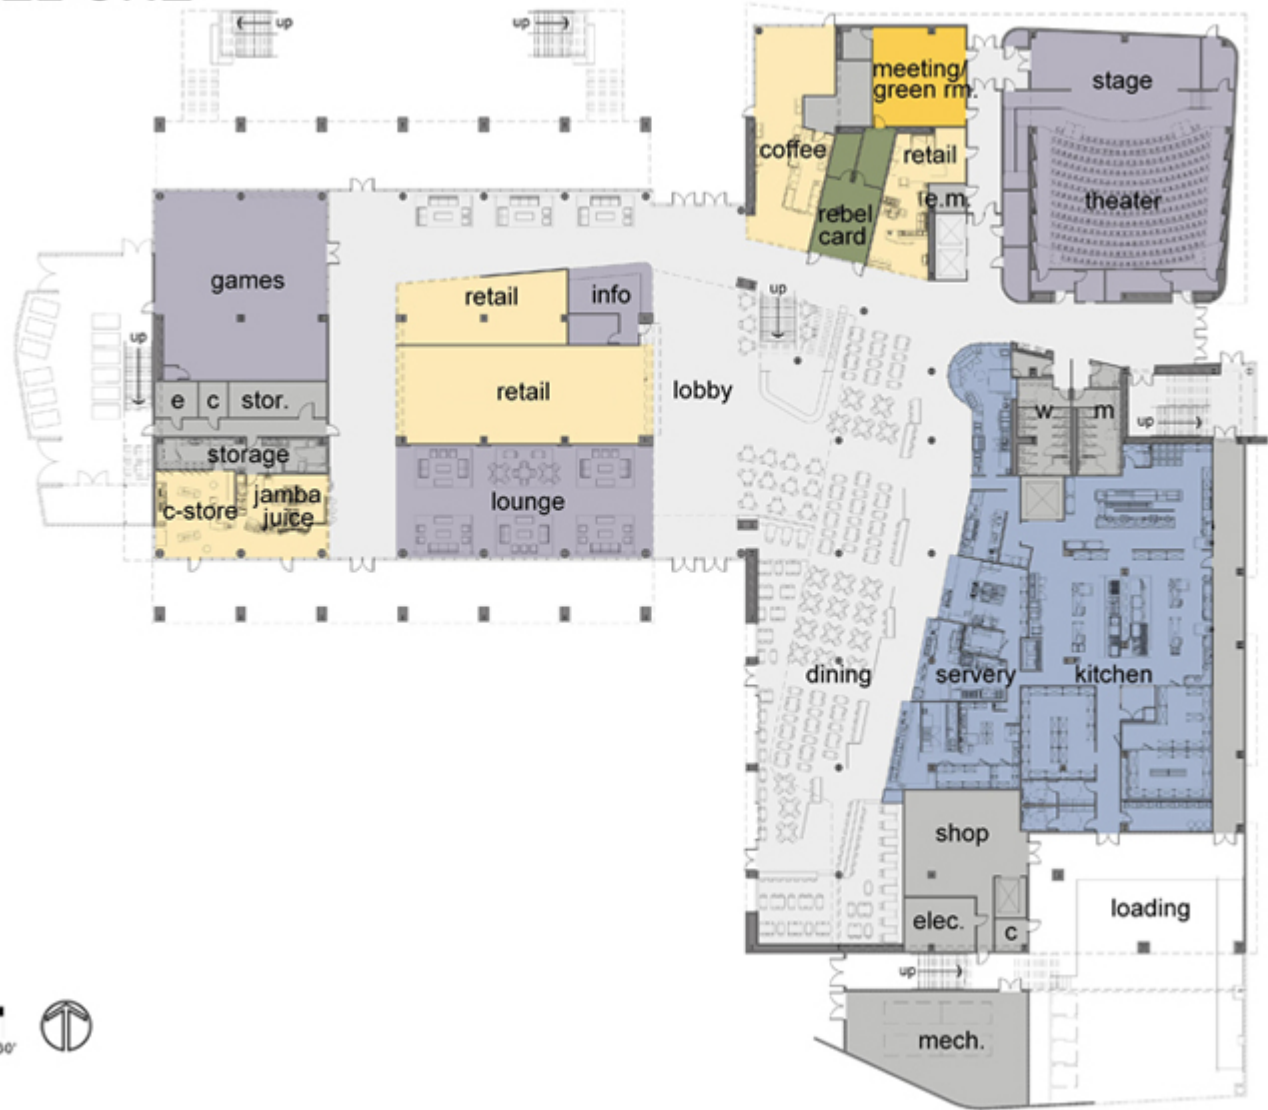 up
up
meeting/
green rm.
stage
coffee
retail
rebel
card
e.m.
theater
games
retail
info
up
up
retail
lobby
e
c
stor.
w
m
up
storage
c-store
jamba
juice
lounge
dining
servery
kitchen
shop
elec.
c
loading
up
mech.